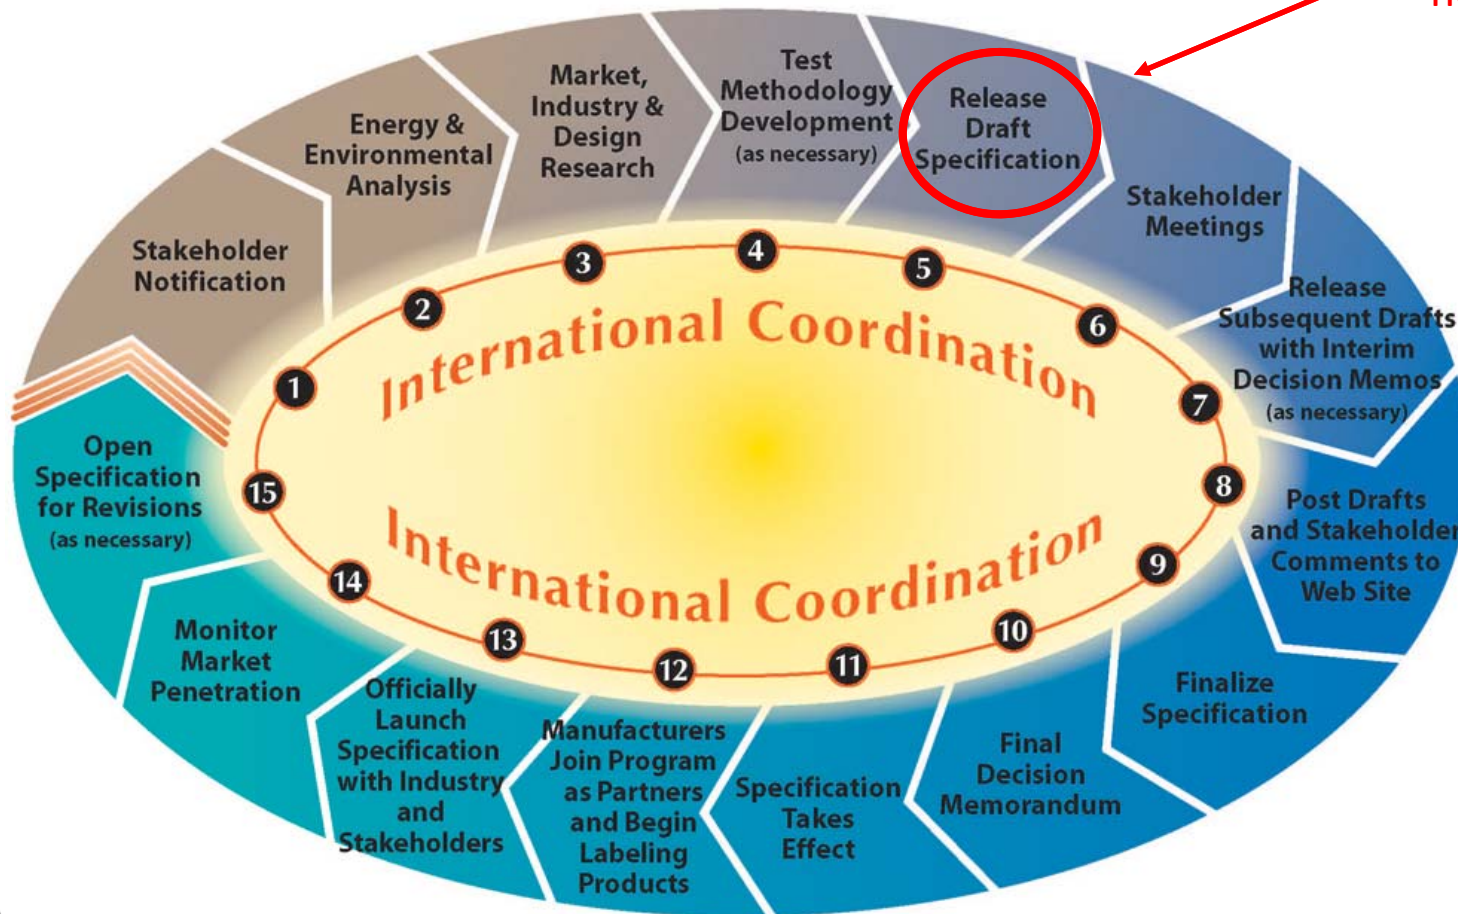 Stakeholder
Notification
Energy &
Environmental
Analysis
Market,
Industry &
Design
Research
Test
Methodology
Development
(as necessary)
Release
Draft
Specification
Stakeholder
Meetings
Release
Subsequent Drafts
with Interim
Decision Memos
(as necessary)
Post Drafts
and Stakeholder
Comments to
Web Site
Finalize
Specification
Final
Decision
Memorandum
Specification
Takes
Effect
Manufacturers
Join Program
as Partners
and Begin
Labeling
Products
Officially
Launch
Specification
with Industry
and
Stakeholders
Monitor
Market
Penetration
Open
Specification
for Revisions
(as necessary)
1
2
3
4
5
6
7
8
9
10
11
12
13
14
15
International Coordination
International Coordination